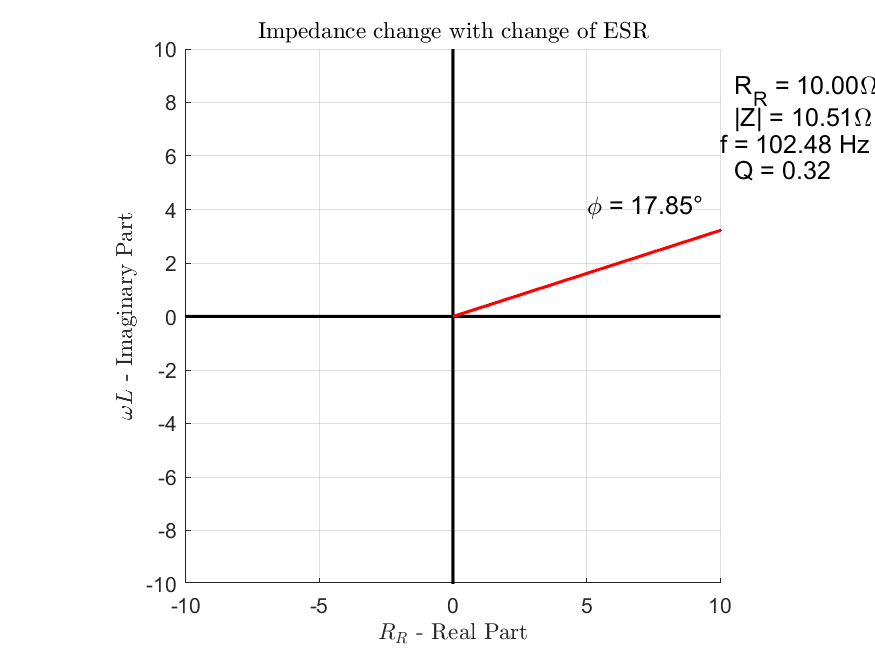 Impedance change with change of ESR
R_R = 10.00Ω
|Z| = 10.51Ω
f = 102.48 Hz
Q = 0.32
ϕ = 17.85°
ωL - Imaginary Part
10
8
6
4
2
0
-2
-4
-6
-8
-10
-10 -5 0 5 10
R_R - Real Part